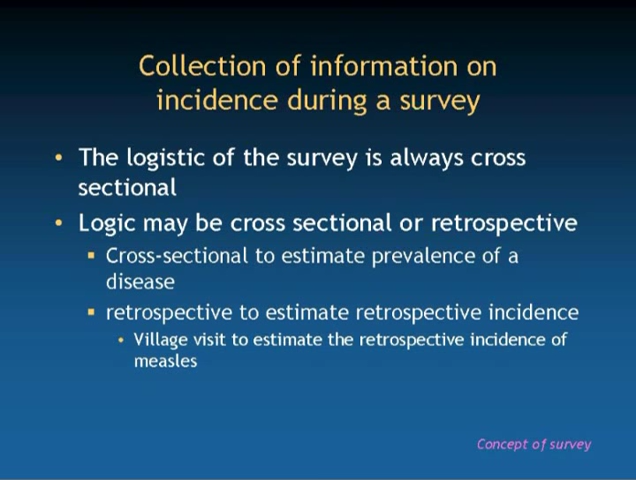 Collection of information on
incidence during a survey
• The logistic of the survey is always cross
sectional
• Logic may be cross sectional or retrospective
▪ Cross-sectional to estimate prevalence of a
disease
▪ retrospective to estimate retrospective incidence
• Village visit to estimate the retrospective incidence of
measles
Concept of survey